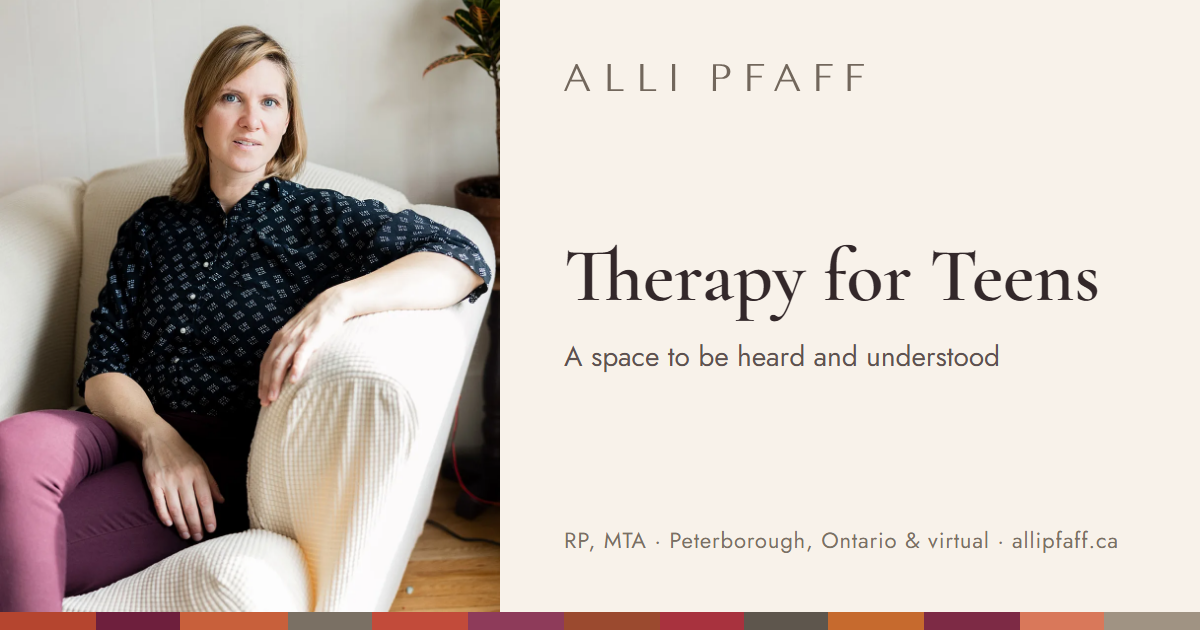 ALLI PFAFF
Therapy for Teens
A space to be heard and understood
RP, MTA · Peterborough, Ontario & virtual · allipfaff.ca